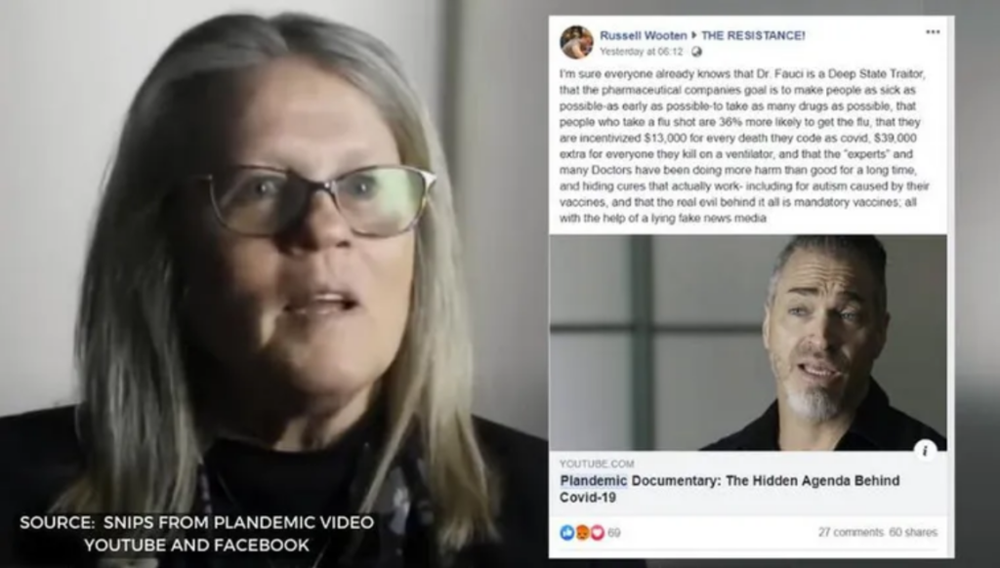 Russell Wooten ▸ THE RESISTANCE!
Yesterday at 06:12
I'm sure everyone already knows that Dr. Fauci is a Deep State Traitor,
that the pharmaceutical companies goal is to make people as sick as
possible-as early as possible-to take as many drugs as possible, that
people who take a flu shot are 36% more likely to get the flu, that they
are incentivized $13,000 for every death they code as covid, $39,000
extra for everyone they kill on a ventilator, and that the "experts" and
many Doctors have been doing more harm than good for a long time,
and hiding cures that actually work- including for autism caused by their
vaccines, and that the real evil behind it all is mandatory vaccines; all
with the help of a lying fake news media
i
YOUTUBE.COM
Plandemic Documentary: The Hidden Agenda Behind
Covid-19
69
27 comments 60 shares
SOURCE: SNIPS FROM PLANDEMIC VIDEO
YOUTUBE AND FACEBOOK